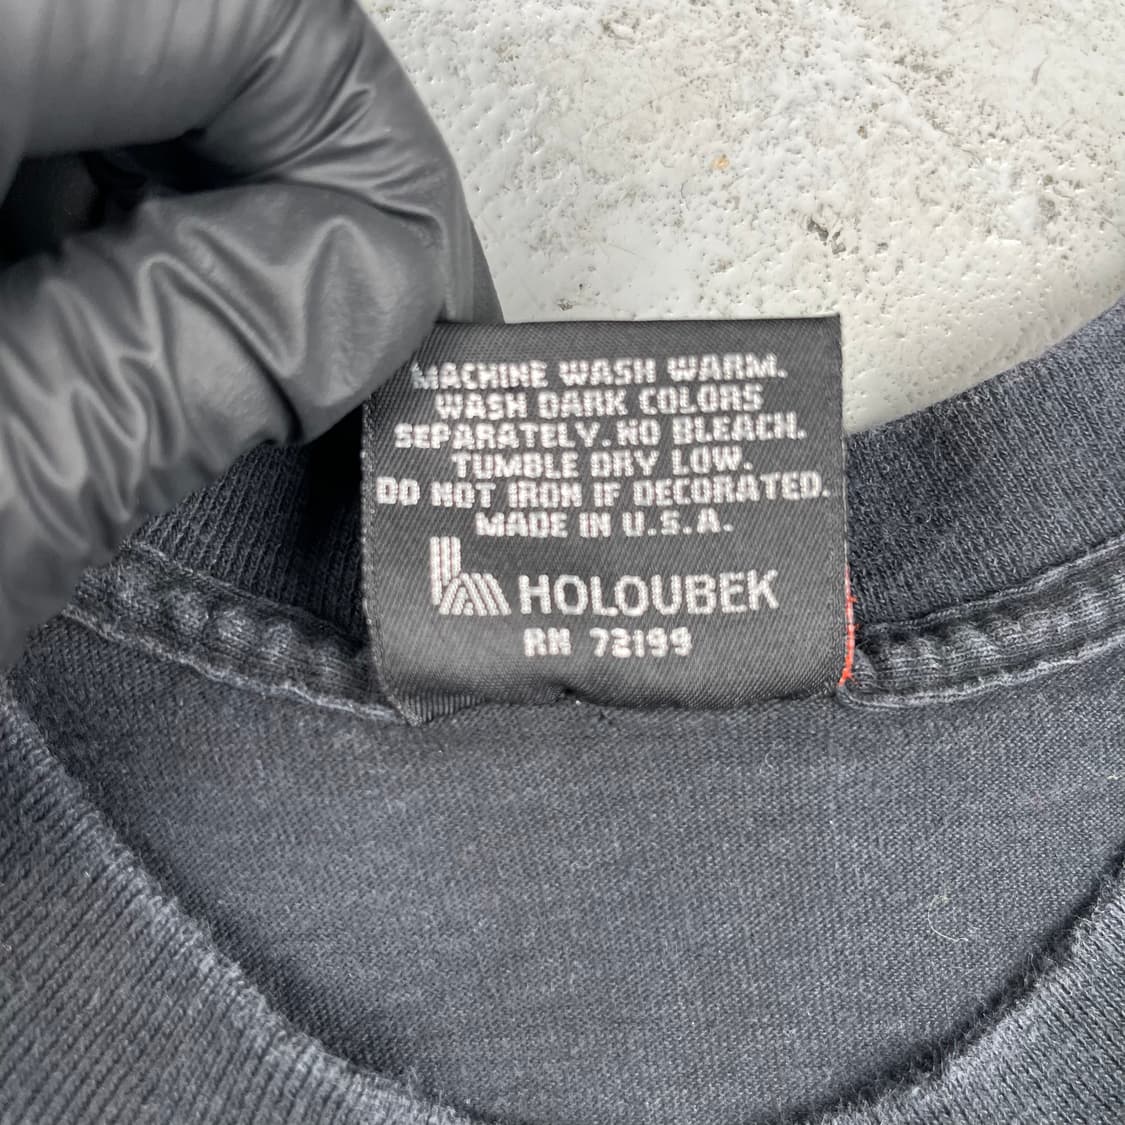 MACHINE WASH WARM.
WASH DARK COLORS
SEPARATELY. NO BLEACH.
TUMBLE DRY LOW.
DO NOT IRON IF DECORATED.
MADE IN U.S.A.
HOLOUBEK
RN 72199